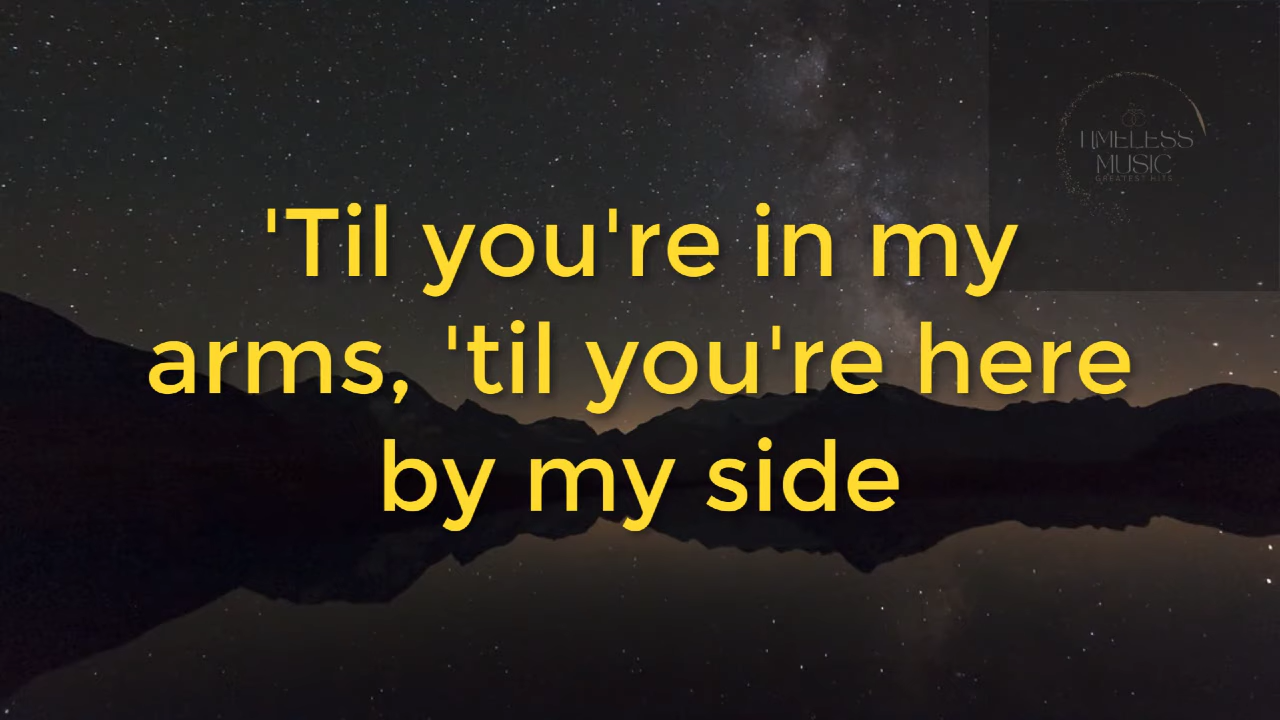 TIMELESS
MUSIC
GREATEST HITS
'Til you're in my
arms, 'til you're here
by my side